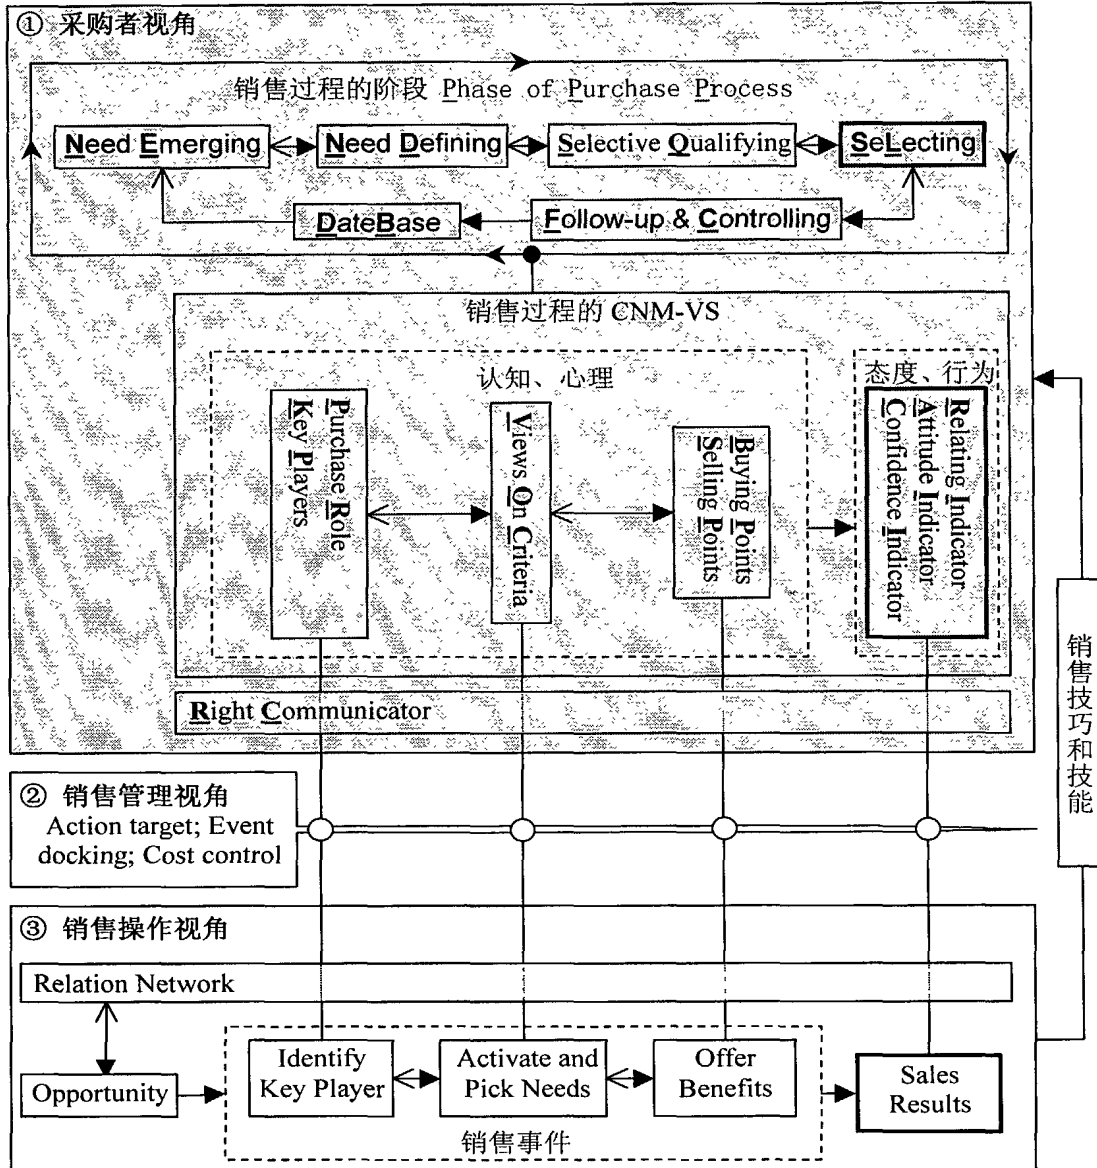 ① 采购者视角
销售过程的阶段 Phase of Purchase Process
Need Emerging
Need Defining
Selective Qualifying
SeLecting
DateBase
Follow-up & Controlling
销售过程的 CNM-VS
认知、心理
态度、行为
Purchase Role
Key Players
Views On Criteria
Buying Points
Selling Points
Relating Indicator
Attitude Indicator
Confidence Indicator
Right Communicator
销售技巧和技能
② 销售管理视角
Action target; Event
docking; Cost control
③ 销售操作视角
Relation Network
Opportunity
Identify
Key Player
Activate and
Pick Needs
Offer
Benefits
Sales
Results
销售事件